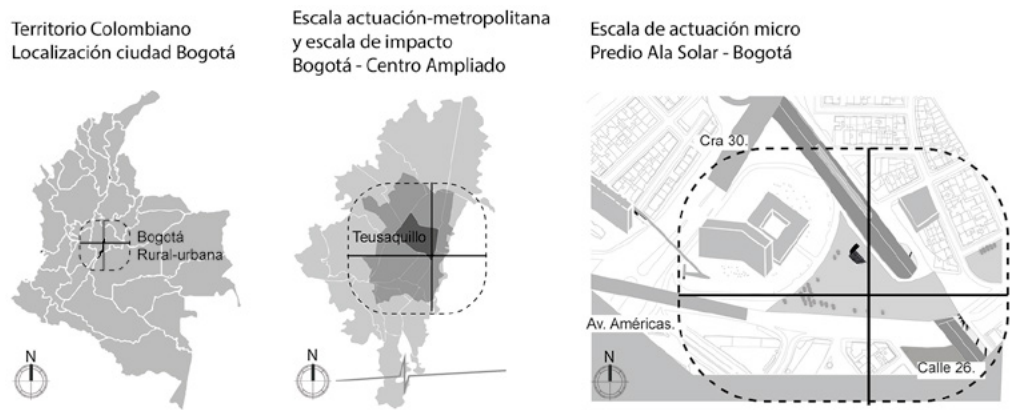 Territorio Colombiano
Localización ciudad Bogotá
Escala actuación-metropolitana
y escala de impacto
Bogotá - Centro Ampliado
Escala de actuación micro
Predio Ala Solar - Bogotá
Bogotá
Rural-urbana
N
Teusaquillo
N
Cra 30.
Av. Américas.
Calle 26.
N